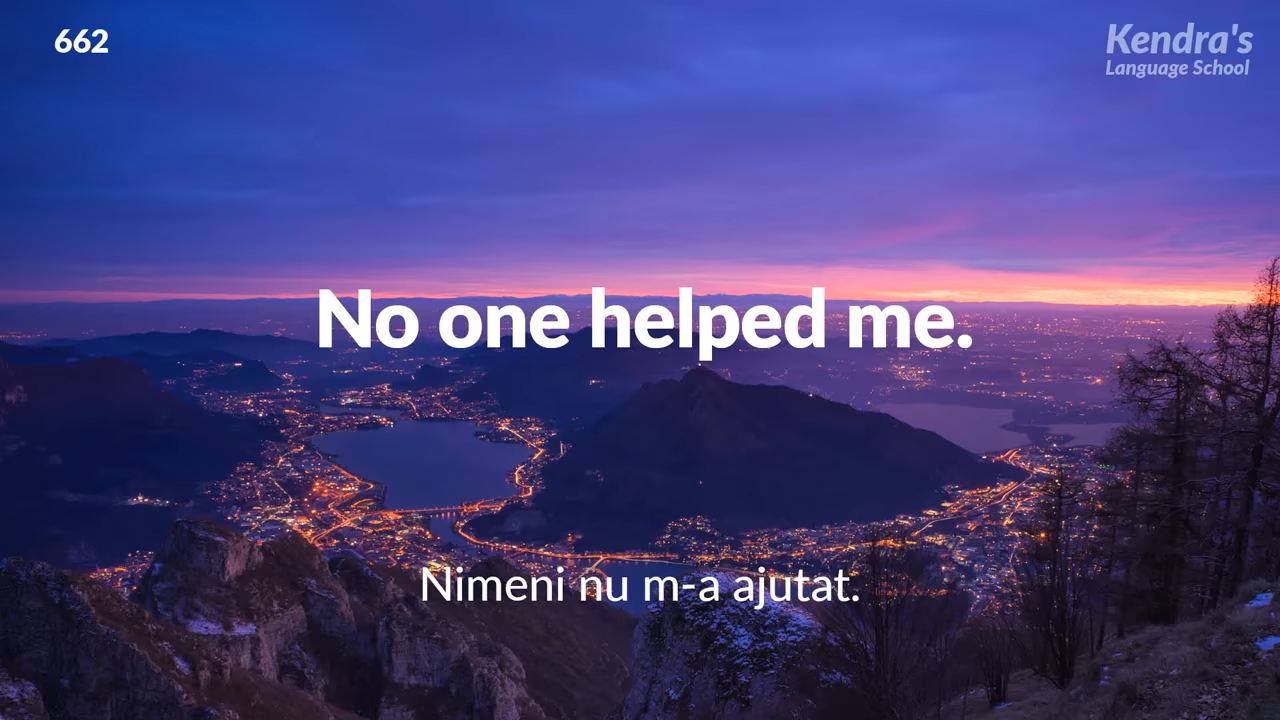 662
Kendra's
Language School
No one helped me.
Nimeni nu m-a ajutat.